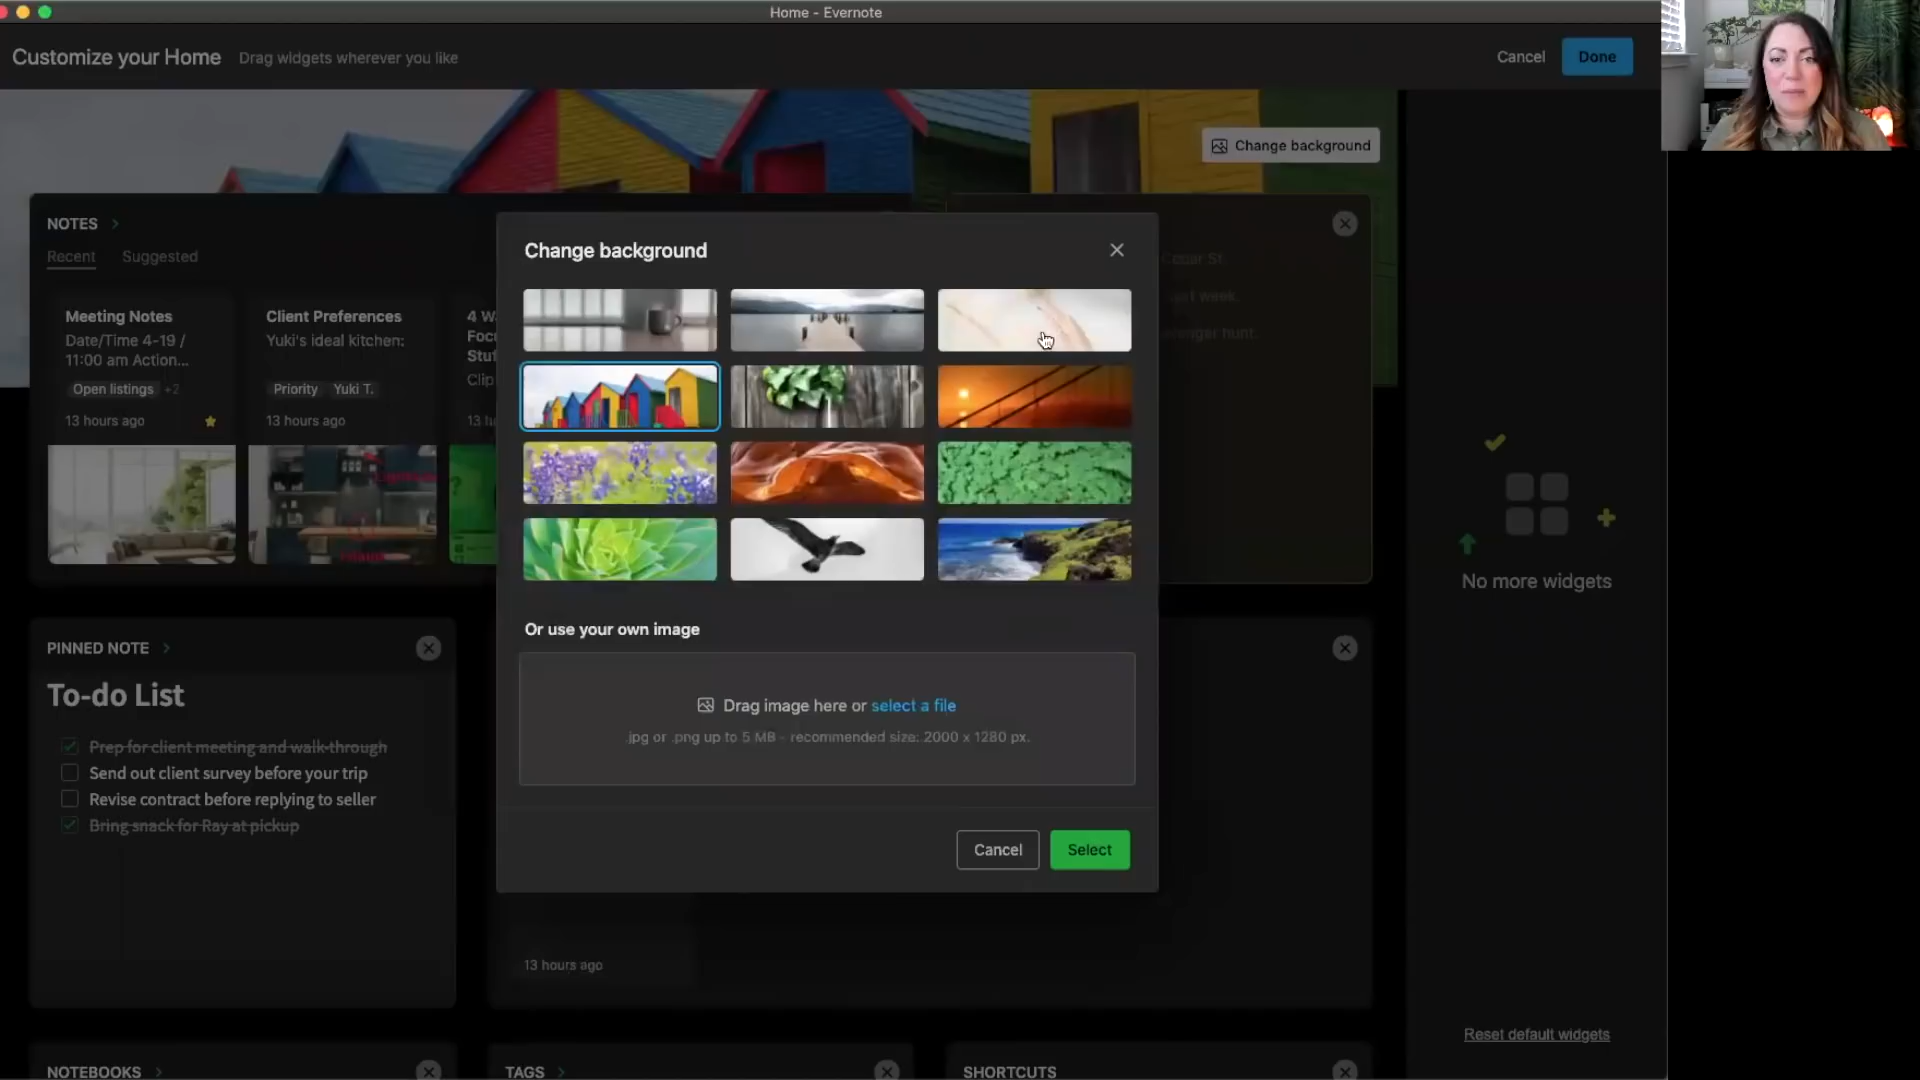 Home - Evernote
Customize your Home
Drag widgets wherever you like
Cancel
Done
Change background
NOTES
Recent
Suggested
Meeting Notes
Date/Time 4-19 /
11:00 am Action...
Open listings
+2
13 hours ago
Client Preferences
Yuki's ideal kitchen:
Priority
Yuki T.
13 hours ago
Change background
Or use your own image
Drag image here or select a file
.jpg or .png up to 5 MB - recommended size: 2000 x 1280 px.
Cancel
Select
No more widgets
PINNED NOTE
To-do List
Prep for client meeting and walk-through
Send out client survey before your trip
Revise contract before replying to seller
Bring snack for Ray at pickup
13 hours ago
Reset default widgets
NOTEBOOKS
TAGS
SHORTCUTS